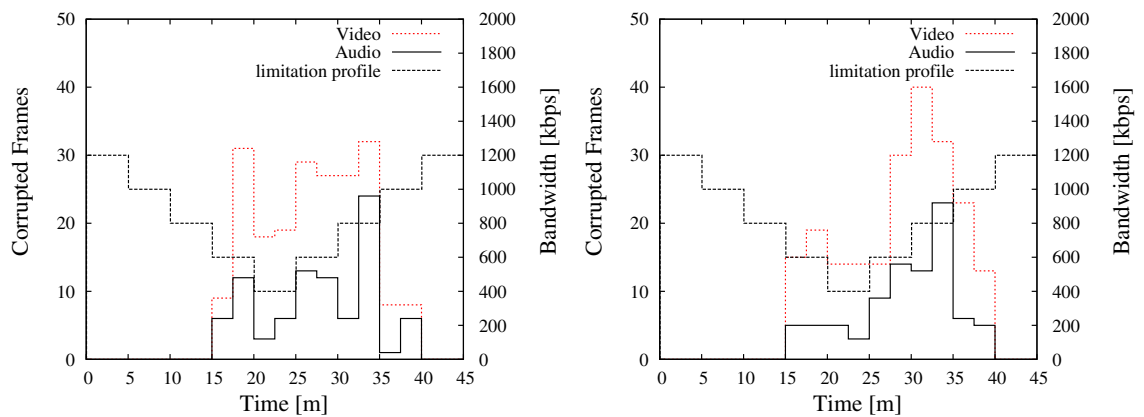 50
40
30
20
10
0
Corrupted Frames
2000
1800
1600
1400
1200
1000
800
600
400
200
0
Bandwidth [kbps]
Video
Audio
limitation profile
0 5 10 15 20 25 30 35 40 45
Time [m]
50
40
30
20
10
0
Corrupted Frames
2000
1800
1600
1400
1200
1000
800
600
400
200
0
Bandwidth [kbps]
Video
Audio
limitation profile
0 5 10 15 20 25 30 35 40 45
Time [m]